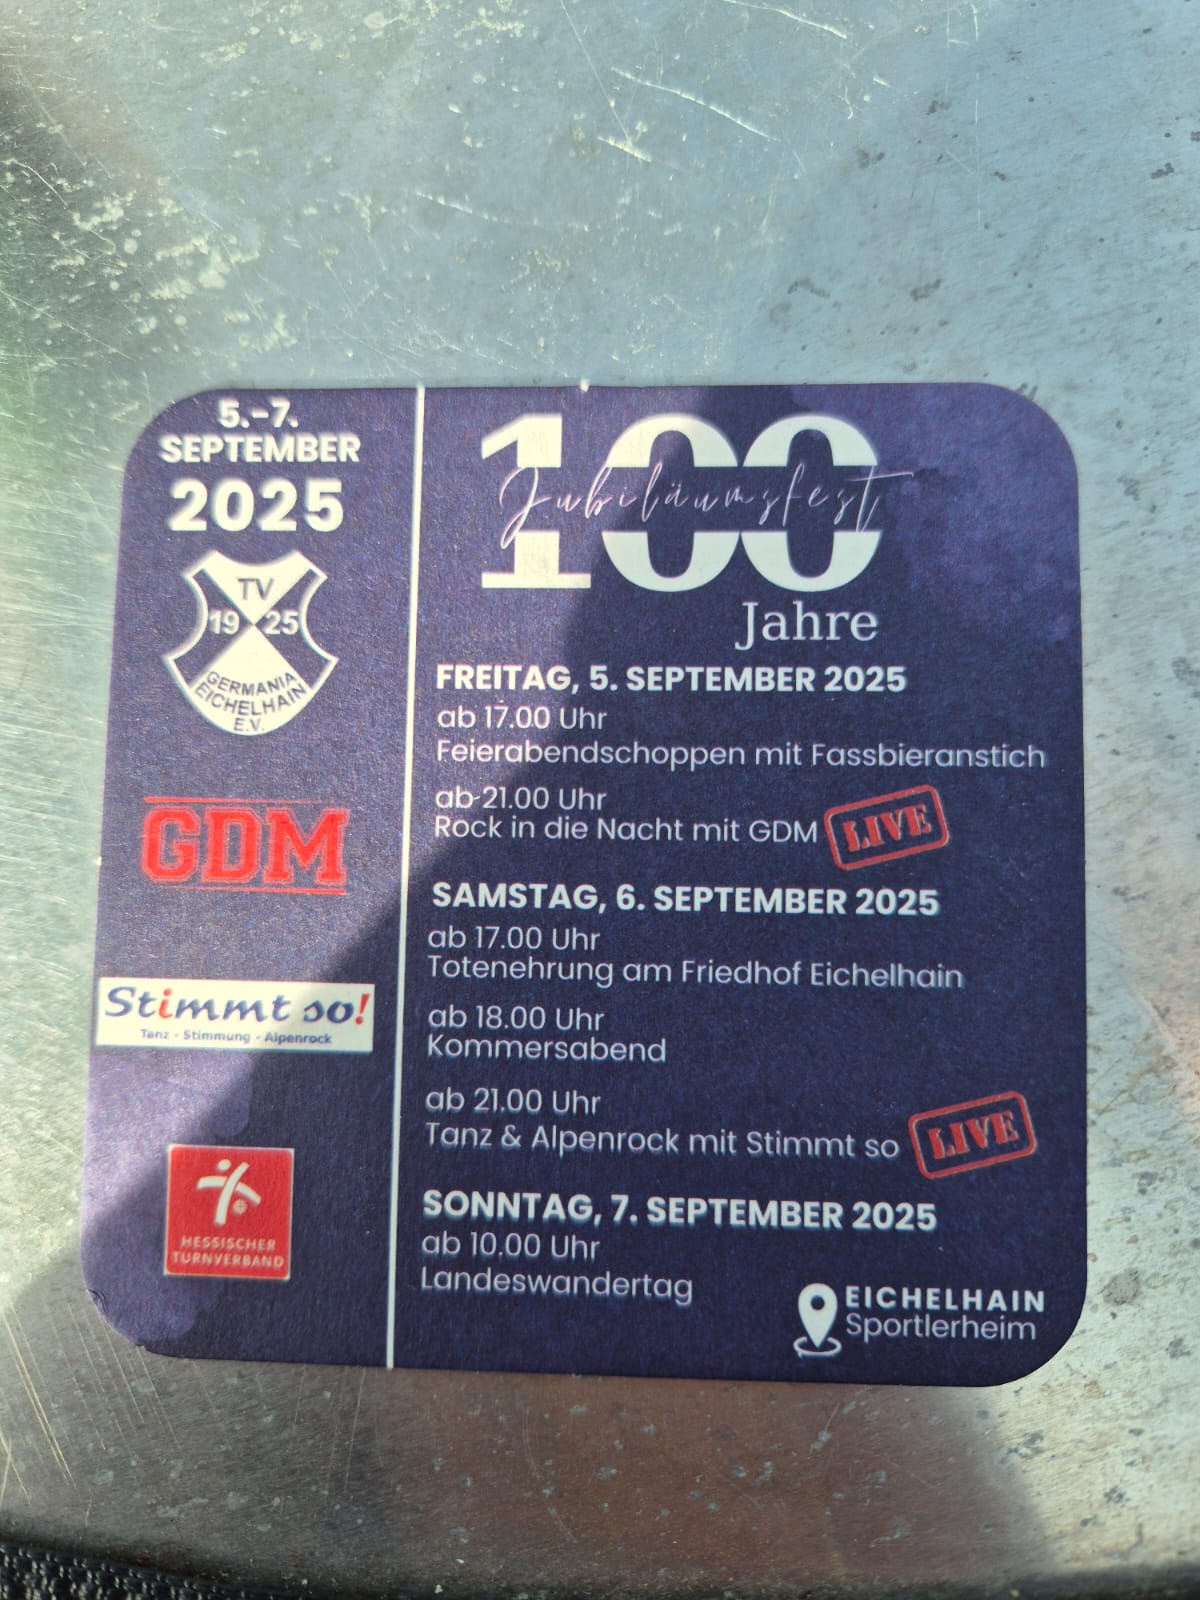 5.-7.
SEPTEMBER
2025
TV
19 25
GERMANIA
EICHELHAIN
E.V.
GDM
Stimmt so!
Tanz - Stimmung - Alpenrock
HESSISCHER
TURNVERBAND
100
Jubiläumsfest
Jahre
FREITAG, 5. SEPTEMBER 2025
ab 17.00 Uhr
Feierabendschoppen mit Fassbieranstich
ab 21.00 Uhr
Rock in die Nacht mit GDM LIVE
SAMSTAG, 6. SEPTEMBER 2025
ab 17.00 Uhr
Totenehrung am Friedhof Eichelhain
ab 18.00 Uhr
Kommersabend
ab 21.00 Uhr
Tanz & Alpenrock mit Stimmt so LIVE
SONNTAG, 7. SEPTEMBER 2025
ab 10.00 Uhr
Landeswandertag
EICHELHAIN
Sportlerheim